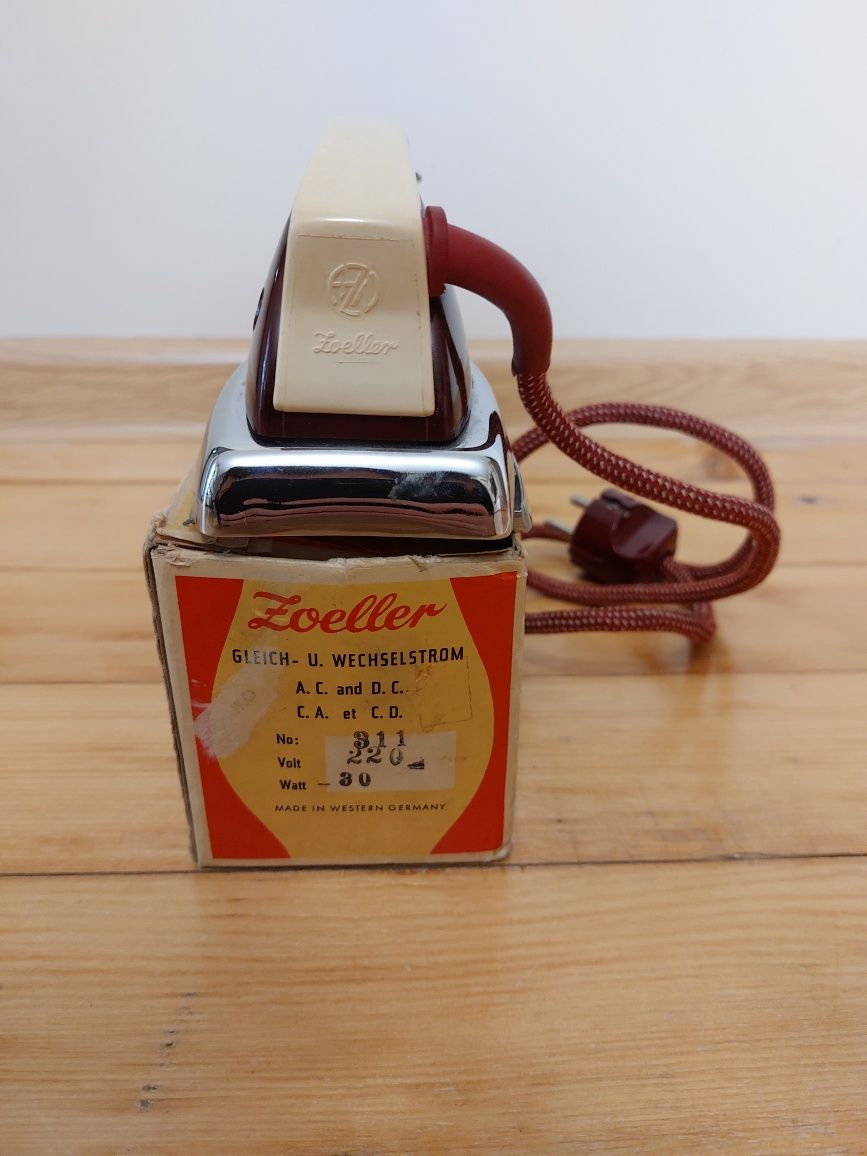 Zoeller
Zoeller
GLEICH- U. WECHSELSTROM
A.C. and D.C.
C.A. et C.D.
No: 311
Volt 220
Watt - 30
MADE IN WESTERN GERMANY